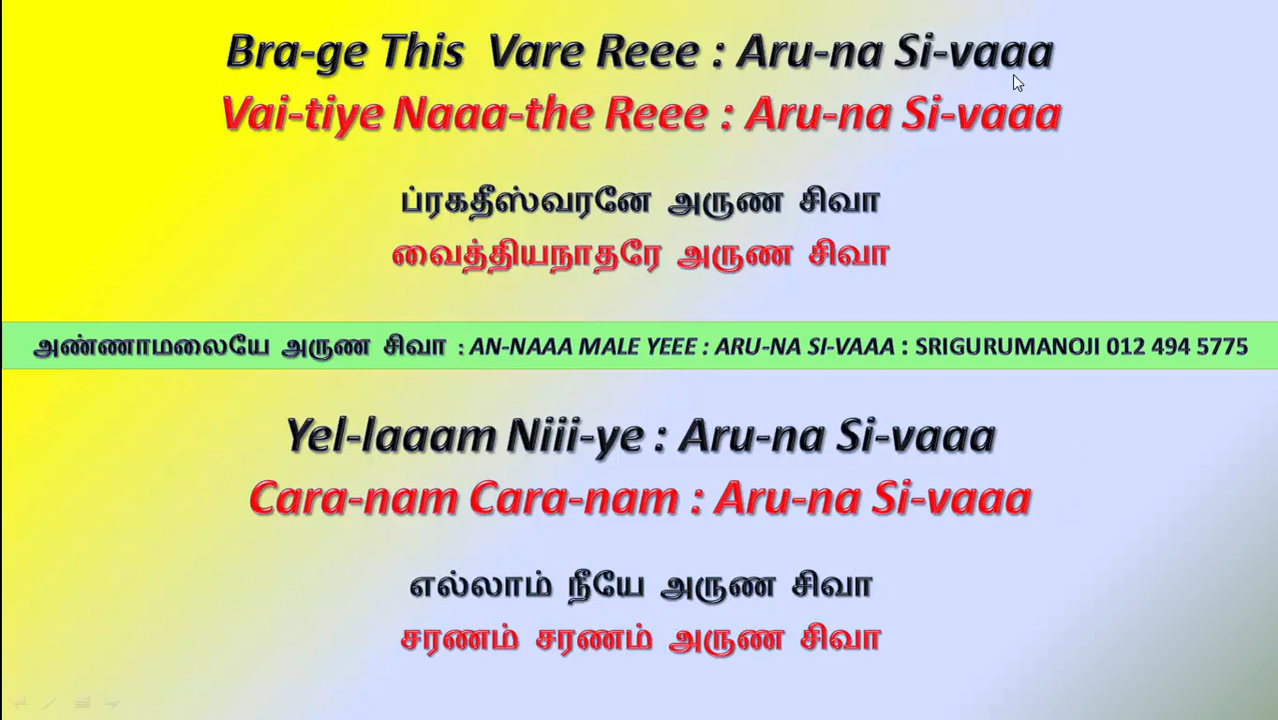 Bra-ge This Vare Reee : Aru-na Si-vaaa
Vai-tiye Naaa-the Reee : Aru-na Si-vaaa
ப்ரகதீஸ்வரனே அருண சிவா
வைத்தியநாதரே அருண சிவா
அண்ணாமலையே அருண சிவா : AN-NAAA MALE YEEE : ARU-NA SI-VAAA : SRIGURUMANOJI 012 494 5775
Yel-laaam Niii-ye : Aru-na Si-vaaa
Cara-nam Cara-nam : Aru-na Si-vaaa
எல்லாம் நீயே அருண சிவா
சரணம் சரணம் அருண சிவா